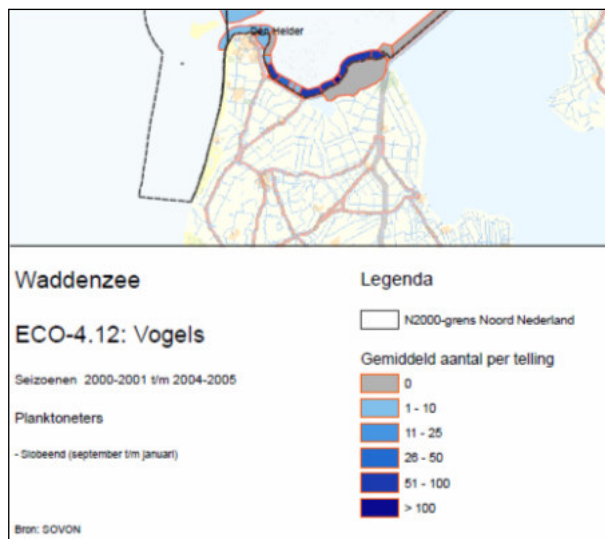 Den Helder
Waddenzee
ECO-4.12: Vogels
Seizoenen 2000-2001 t/m 2004-2005
Planktoneters
- Slobeend (september t/m januari)
Bron: SOVON
Legenda
N2000-grens Noord Nederland
Gemiddeld aantal per telling
0
1 - 10
11 - 25
26 - 50
51 - 100
> 100